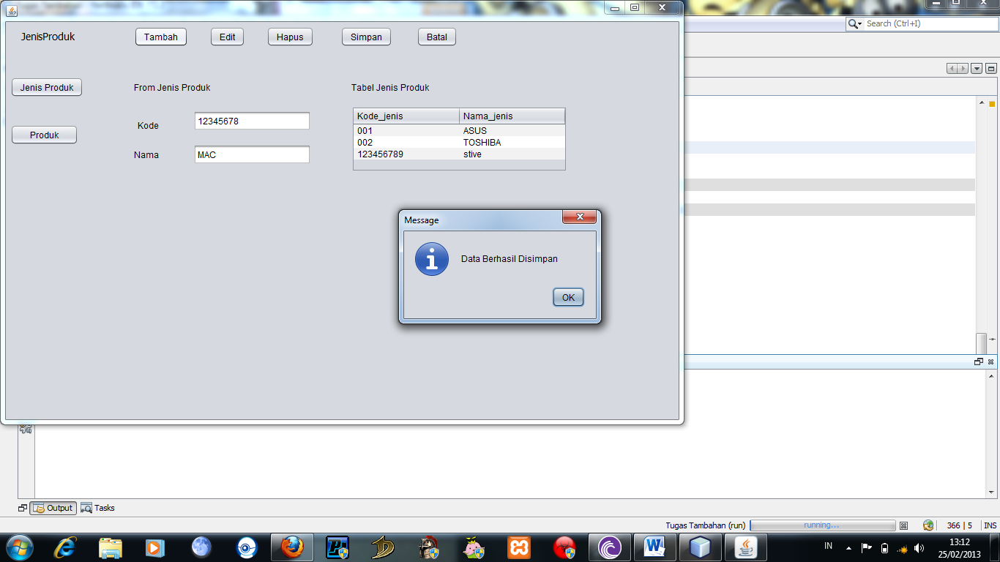 Search (Ctrl+I)
JenisProduk
Tambah
Edit
Hapus
Simpan
Batal
Jenis Produk
Produk
From Jenis Produk
Kode
12345678
Nama
MAC
Tabel Jenis Produk
Kode_jenis Nama_jenis
001 ASUS
002 TOSHIBA
123456789 stive
Message
Data Berhasil Disimpan
OK
Output
Tasks
Tugas Tambahan (run)
running...
366 | 5
INS
IN
13:12
25/02/2013